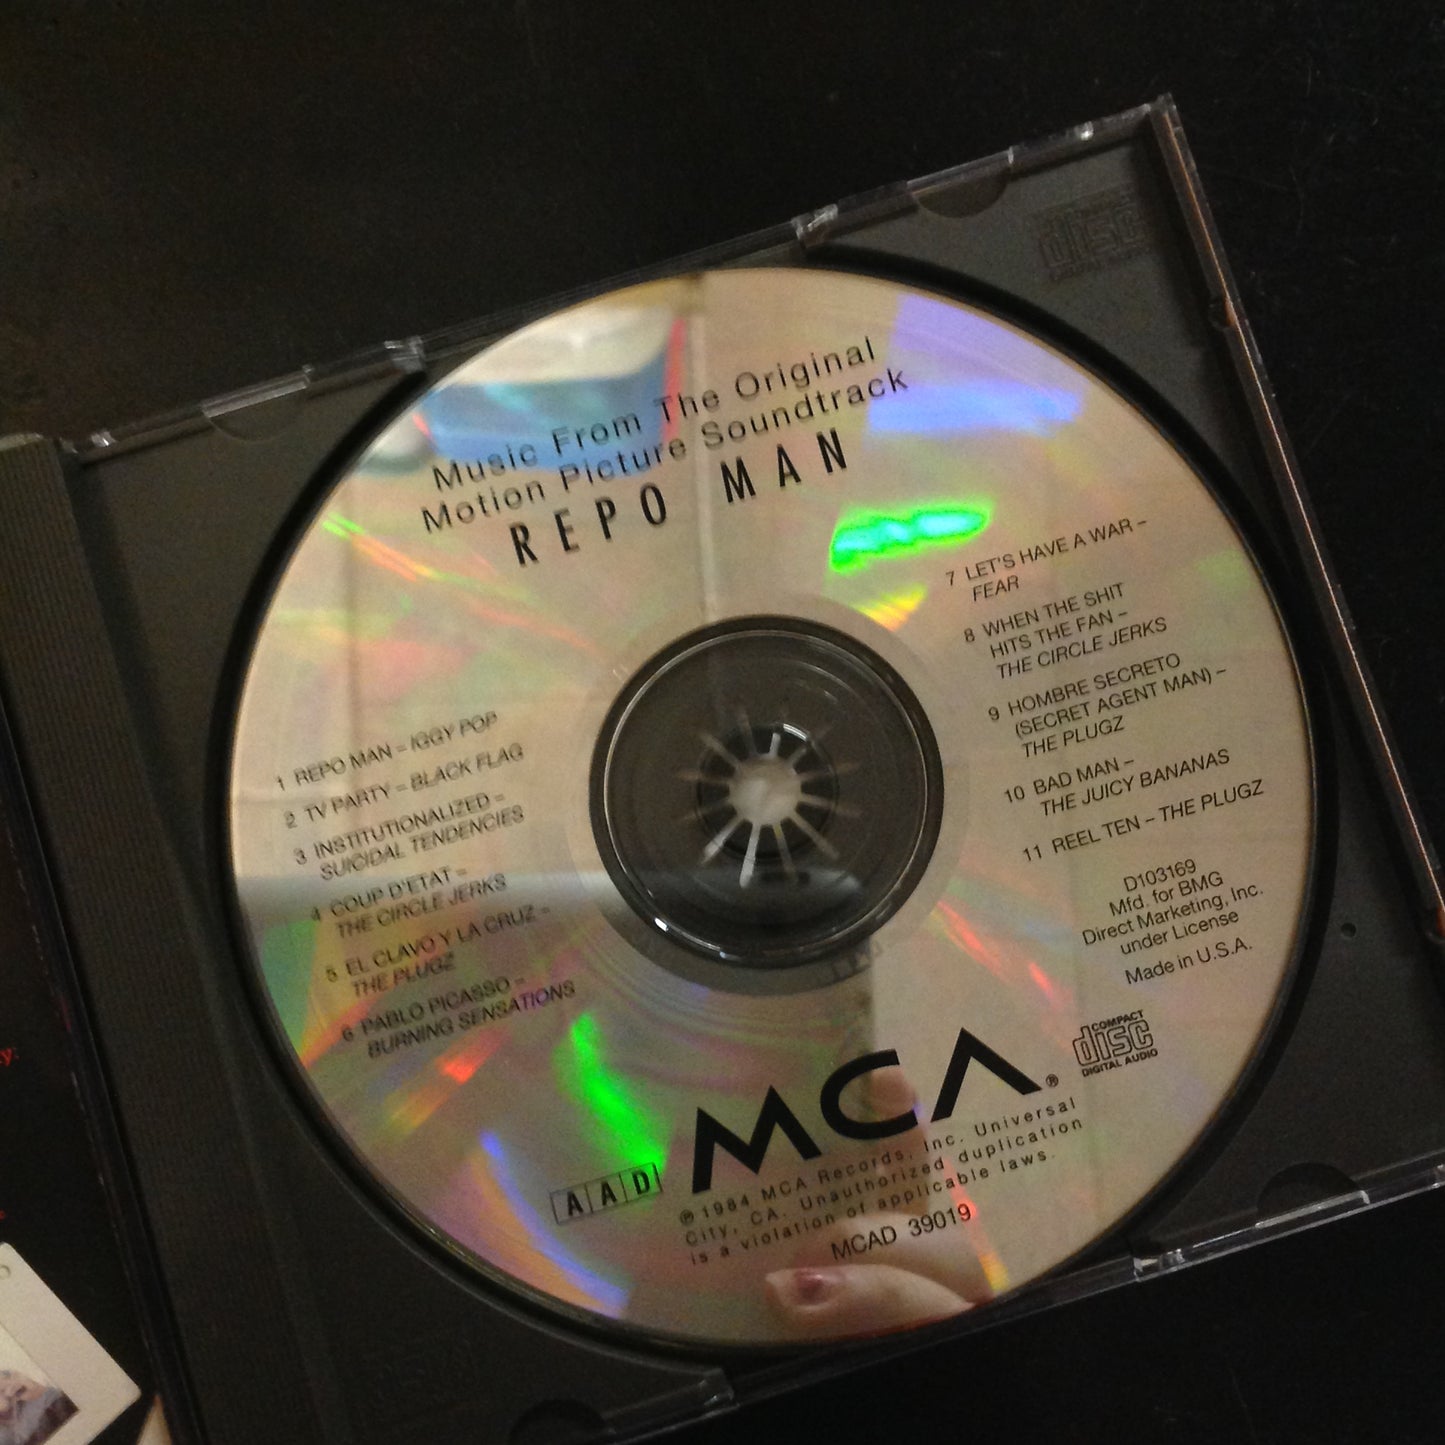 Music From The Original
Motion Picture Soundtrack
REPO MAN
1 REPO MAN – IGGY POP
2 TV PARTY – BLACK FLAG
3 INSTITUTIONALIZED –
SUICIDAL TENDENCIES
4 COUP D'ETAT –
THE CIRCLE JERKS
5 EL CLAVO Y LA CRUZ –
THE PLUGZ
6 PABLO PICASSO –
BURNING SENSATIONS
7 LET'S HAVE A WAR –
FEAR
8 WHEN THE SHIT
HITS THE FAN –
THE CIRCLE JERKS
9 HOMBRE SECRETO
(SECRET AGENT MAN) –
THE PLUGZ
10 BAD MAN –
THE JUICY BANANAS
11 REEL TEN – THE PLUGZ
D103169
Mfd. for BMG
Direct Marketing, Inc.
under License
Made in U.S.A.
COMPACT
disc
DIGITAL AUDIO
AAD
MCA®
℗1984 MCA Records, Inc. Universal
City, CA. Unauthorized duplication
is a violation of applicable laws.
MCAD 39019
disc